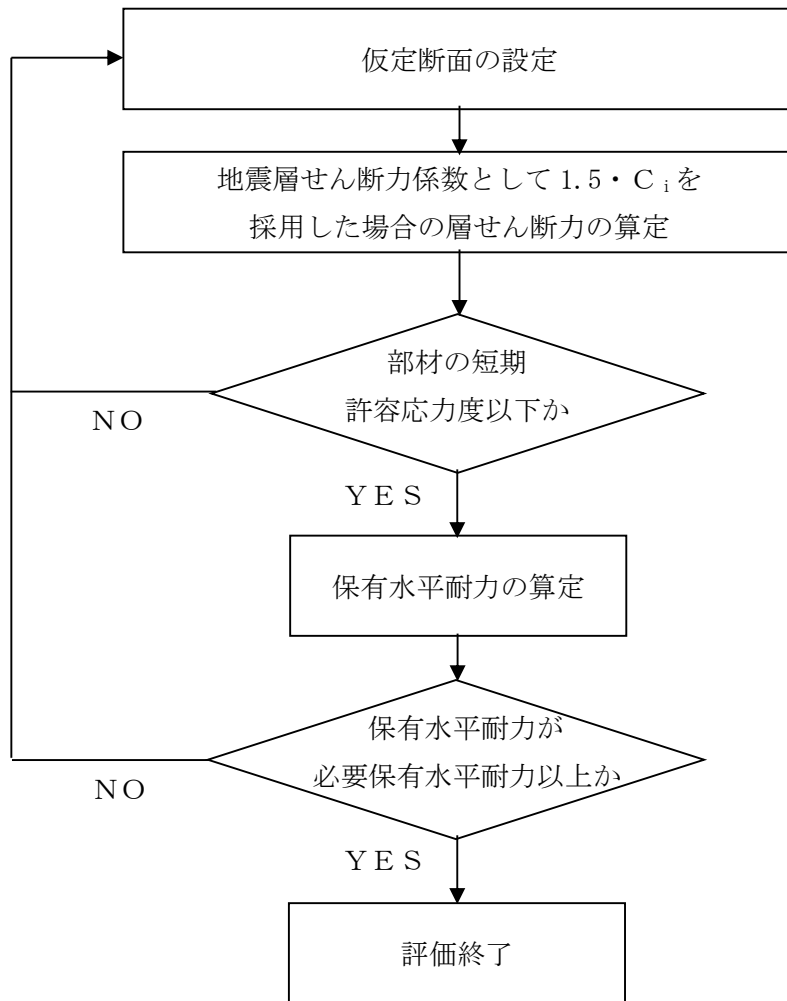 仮定断面の設定
地震層せん断力係数として 1.5・Ｃｉを
採用した場合の層せん断力の算定
部材の短期
許容応力度以下か
ＮＯ
ＹＥＳ
保有水平耐力の算定
保有水平耐力が
必要保有水平耐力以上か
ＮＯ
ＹＥＳ
評価終了